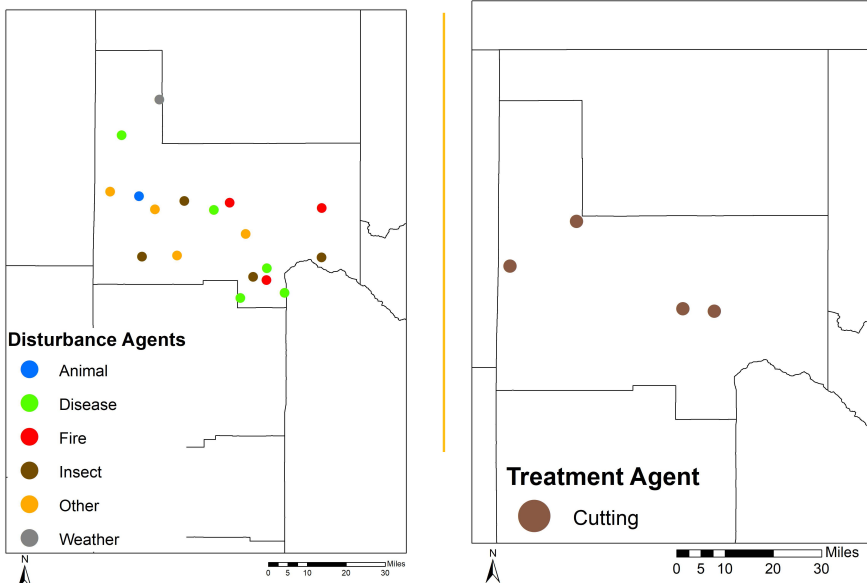 Disturbance Agents
Animal
Disease
Fire
Insect
Other
Weather
N
0 5 10 20 30 Miles
Treatment Agent
Cutting
N
0 5 10 20 30 Miles